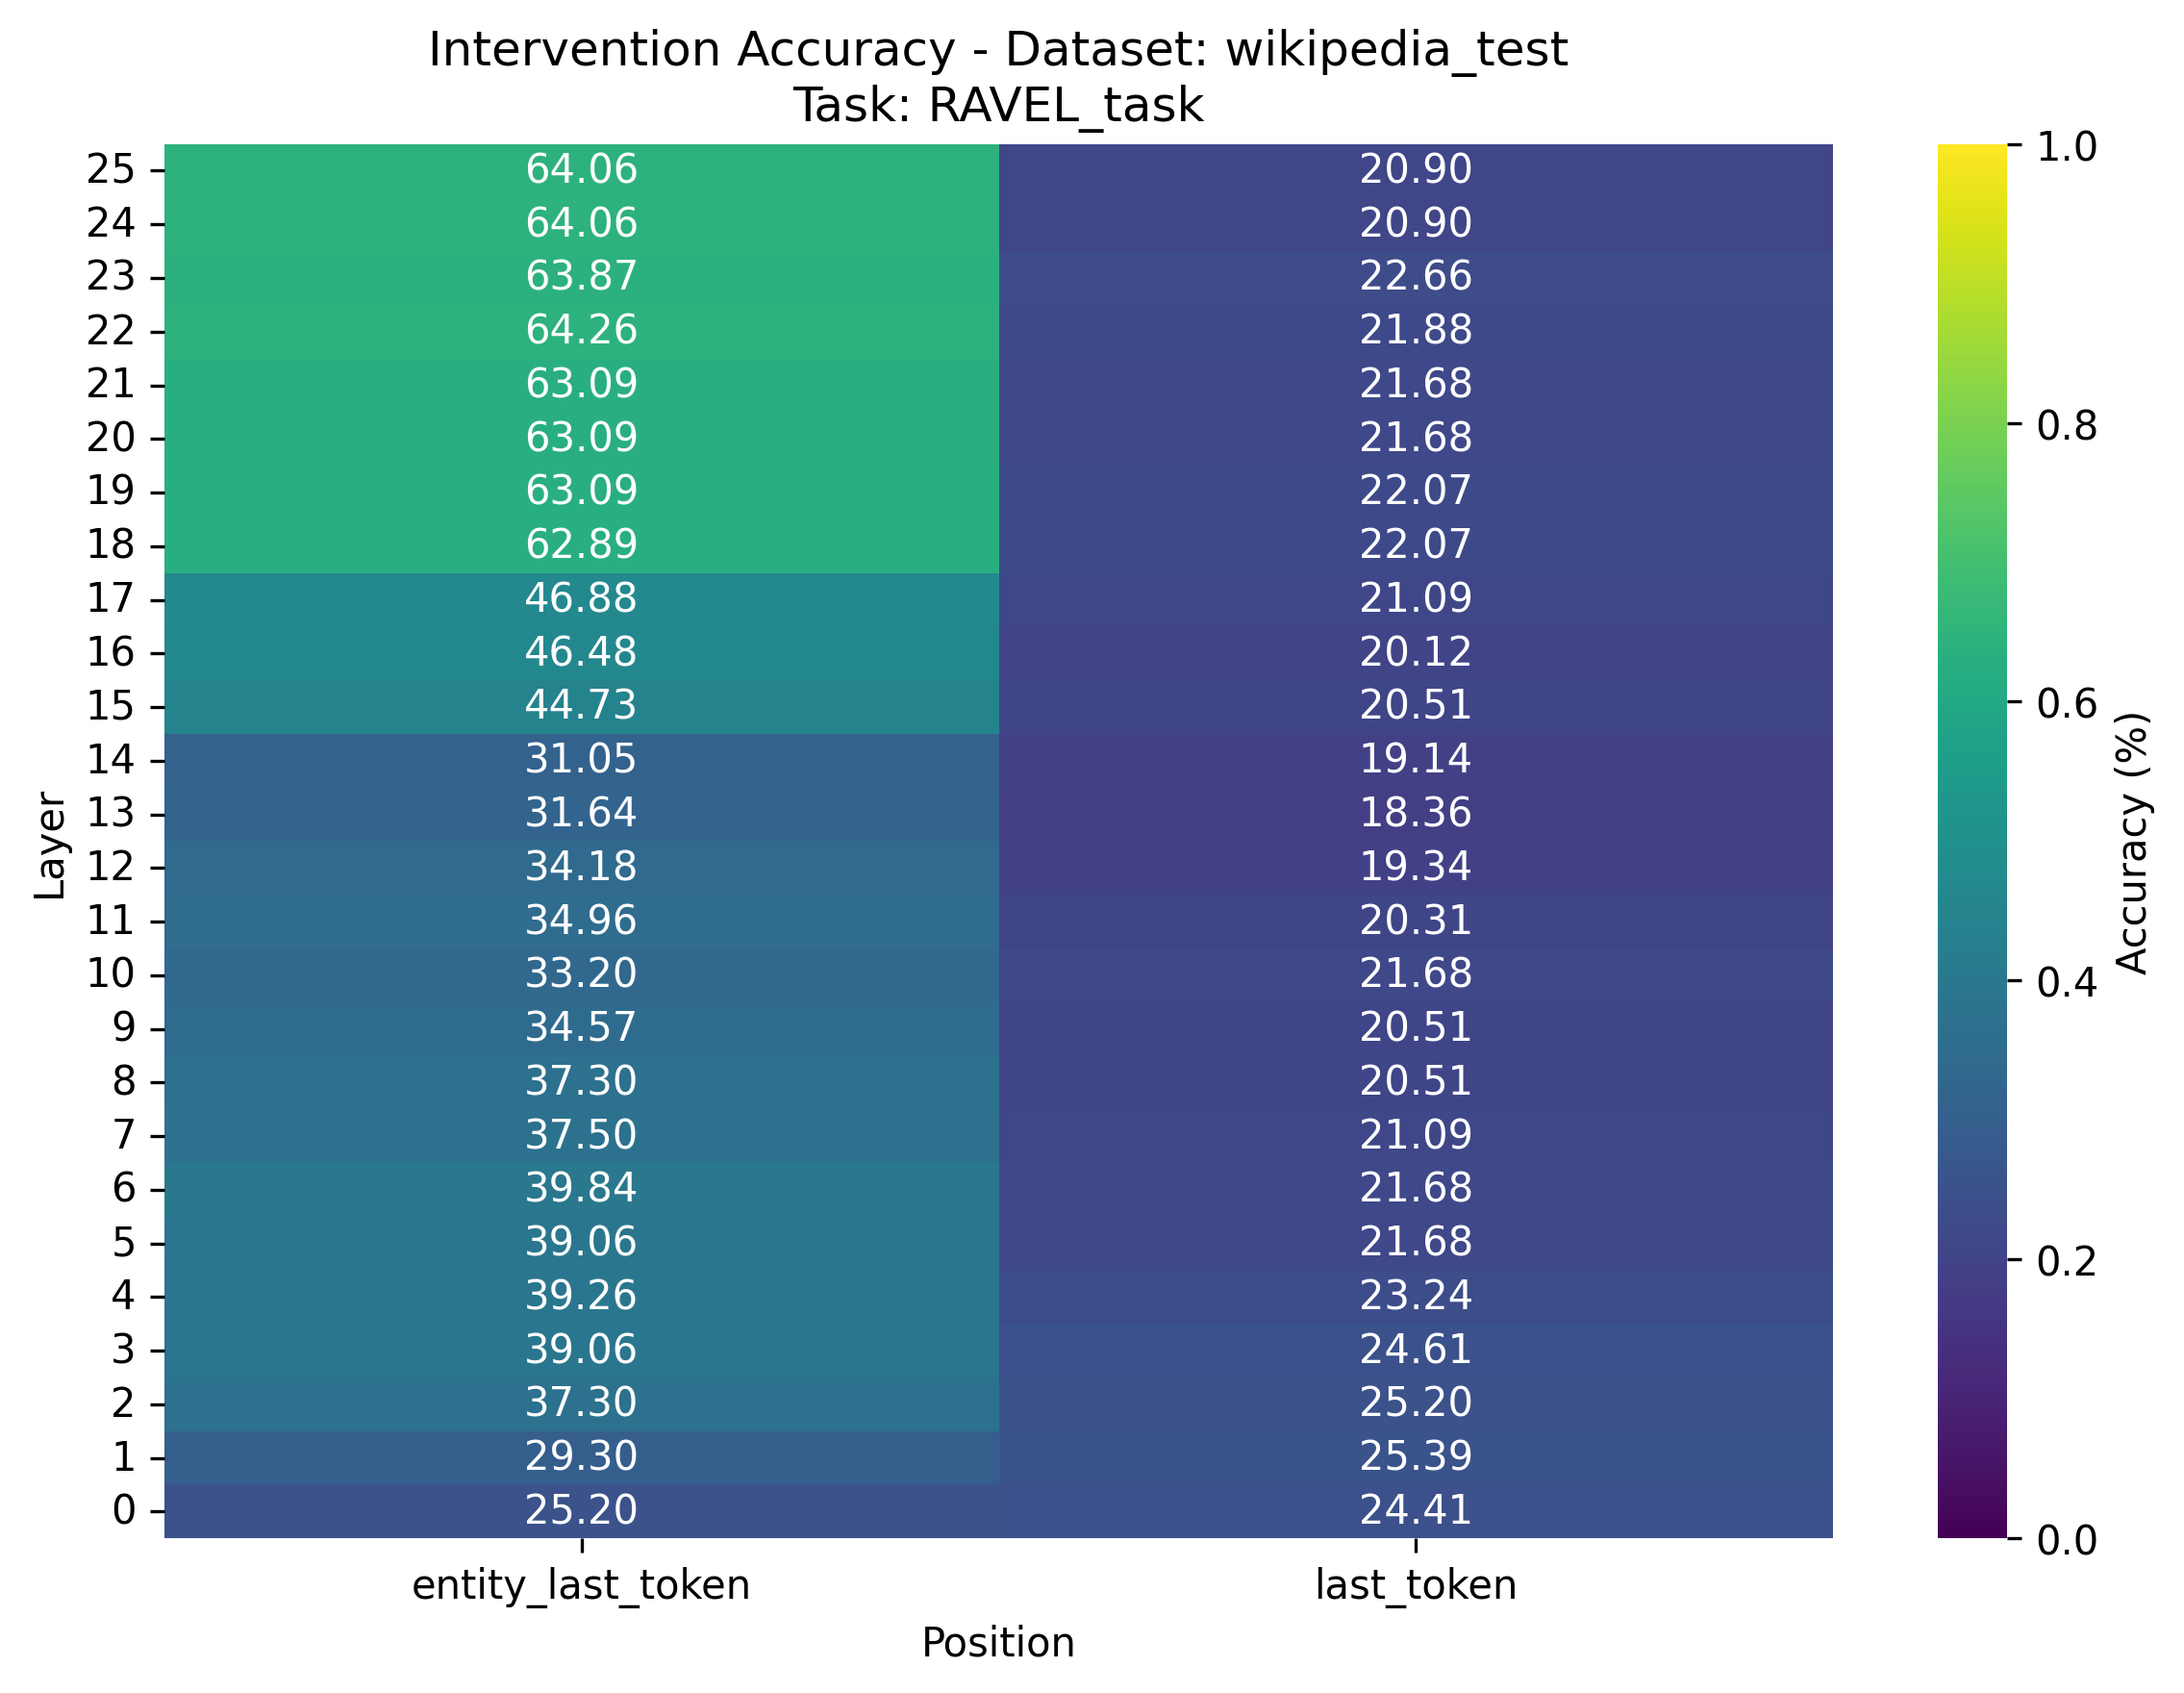 Intervention Accuracy - Dataset: wikipedia_test
Task: RAVEL_task
25 64.06 20.90
24 64.06 20.90
23 63.87 22.66
22 64.26 21.88
21 63.09 21.68
20 63.09 21.68
19 63.09 22.07
18 62.89 22.07
17 46.88 21.09
16 46.48 20.12
15 44.73 20.51
14 31.05 19.14
13 31.64 18.36
12 34.18 19.34
11 34.96 20.31
10 33.20 21.68
9 34.57 20.51
8 37.30 20.51
7 37.50 21.09
6 39.84 21.68
5 39.06 21.68
4 39.26 23.24
3 39.06 24.61
2 37.30 25.20
1 29.30 25.39
0 25.20 24.41
entity_last_token last_token
Position
Layer
1.0
0.8
0.6
0.4
0.2
0.0
Accuracy (%)